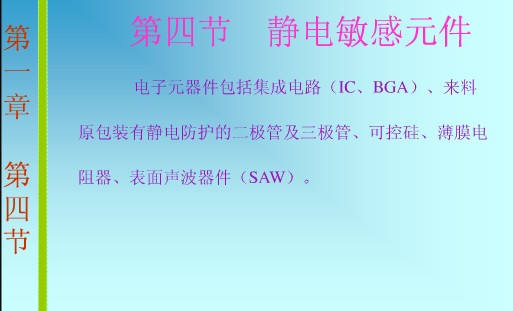 第一章 第四节
第四节 静电敏感元件
电子元器件包括集成电路（IC、BGA）、来料
原包装有静电防护的二极管及三极管、可控硅、薄膜电
阻器、表面声波器件（SAW）。